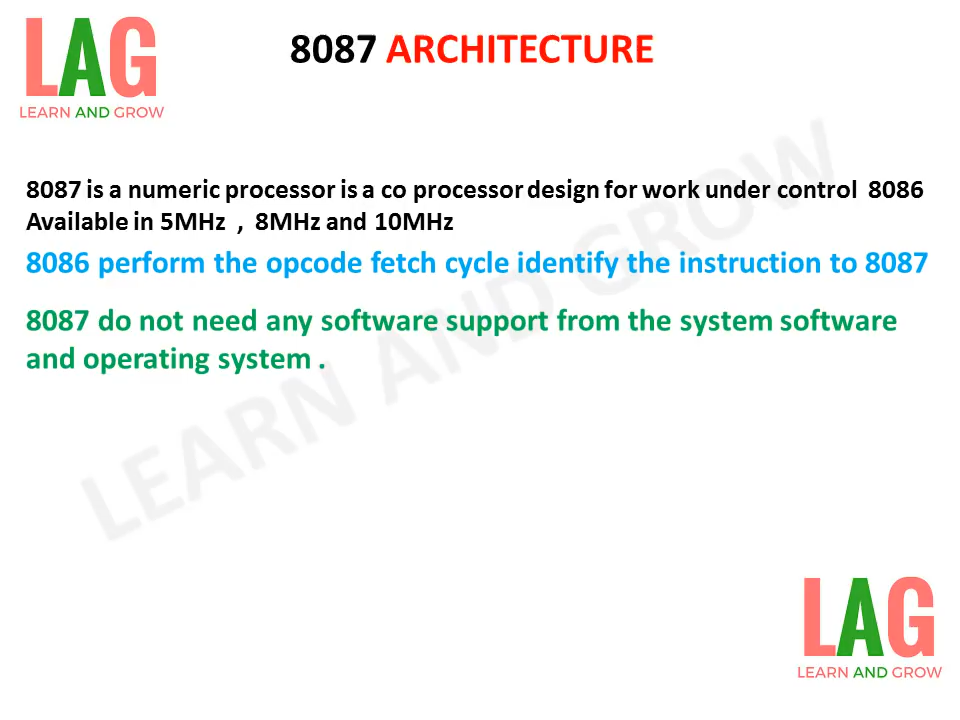 LAG
LEARN AND GROW
8087 ARCHITECTURE
8087 is a numeric processor is a co processor design for work under control 8086
Available in 5MHz , 8MHz and 10MHz
8086 perform the opcode fetch cycle identify the instruction to 8087
8087 do not need any software support from the system software
and operating system .
LEARN AND GROW
LAG
LEARN AND GROW